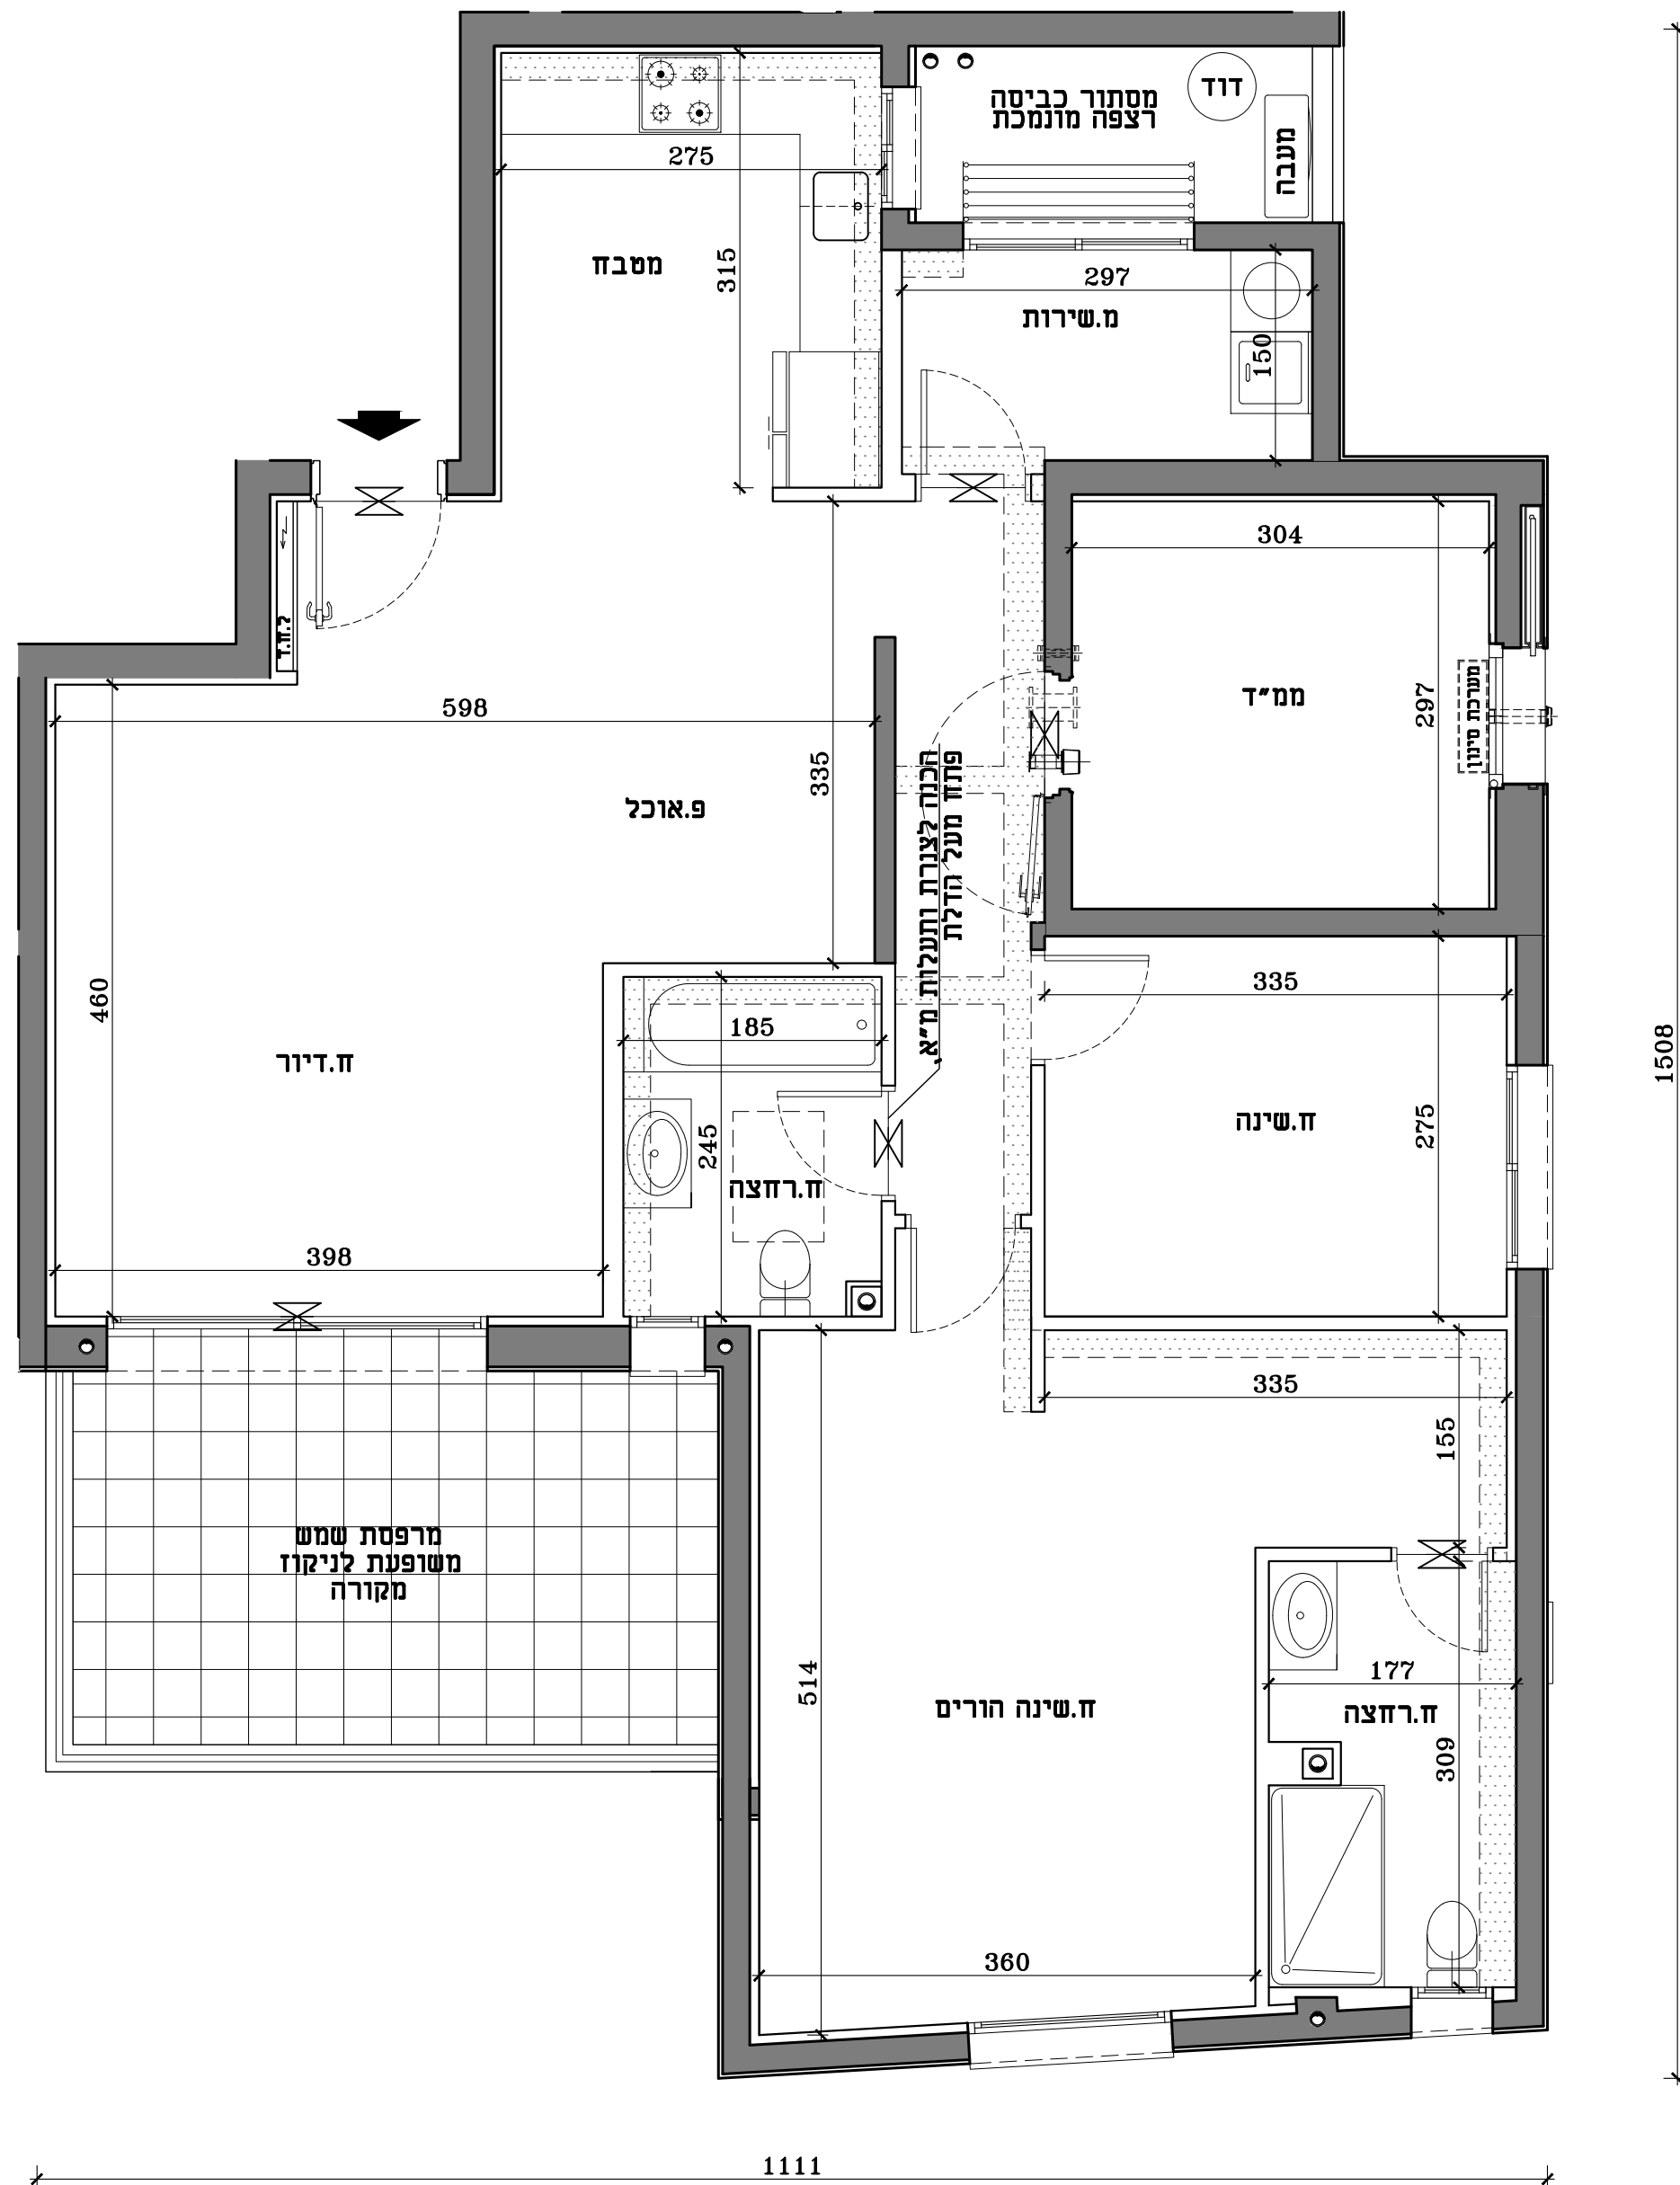 דוד
מסתור כביסה
רצפה מונמכת
מעבה
275
315
מטבח
297
מ.שירות
150
304
ח.ח.ד
297
ממ״ד
מערכת סינון
598
335
פ.אוכל
הכנה לצנרת ותעלות מ״א,
פתח מעל הדלת
460
335
185
ח.דיור
1508
275
ח.שינה
245
ח.רחצה
398
335
155
מרפסת שמש
משופעת לניקוז
מקורה
514
177
ח.שינה הורים
ח.רחצה
309
360
1111